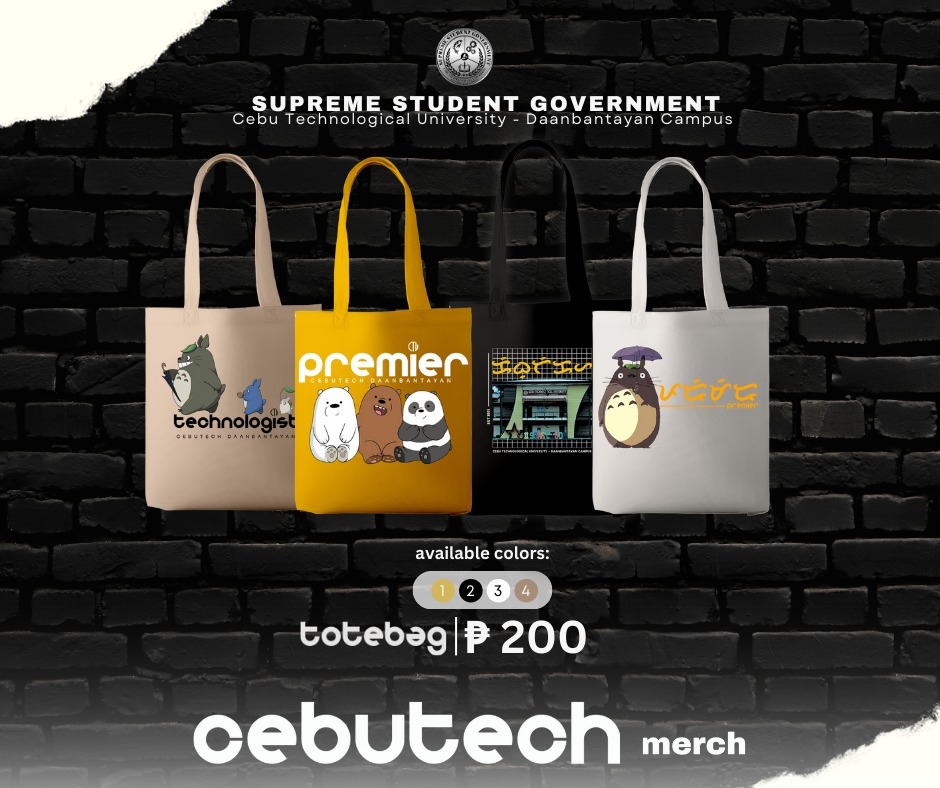 SUPREME STUDENT GOVERNMENT
Cebu Technological University - Daanbantayan Campus
technologist
CEBUTECH DAANBANTAYAN
premier
CEBUTECH DAANBANTAYAN
CEBU TECHNOLOGICAL UNIVERSITY - DAANBANTAYAN CAMPUS
premier
available colors:
1 2 3 4
totebag | ₱ 200
cebutech merch